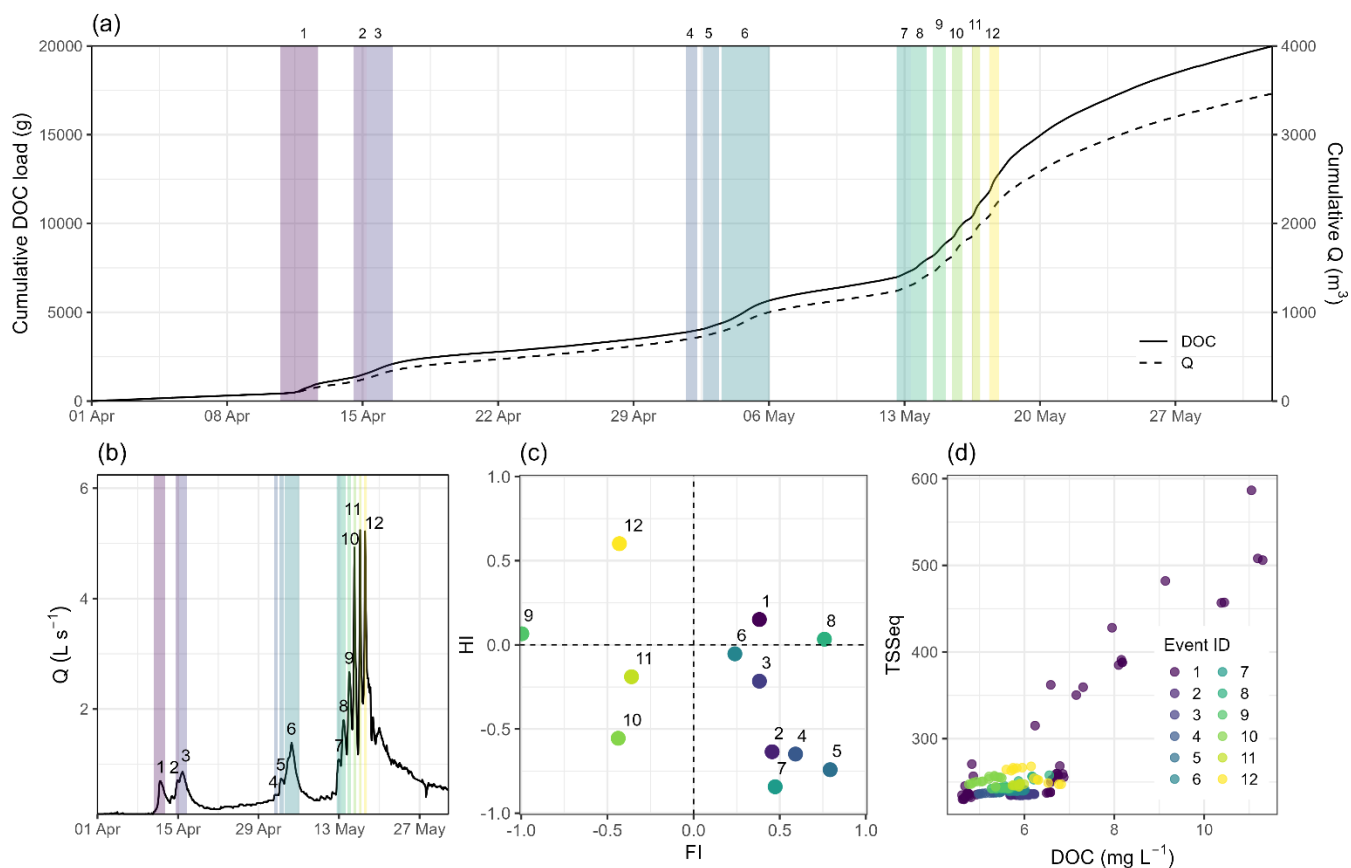 (a)
1 2 3 4 5 6 7 8 9 10 11 12
20000 15000 10000 5000 0
Cumulative DOC load (g)
4000 3000 2000 1000 0
Cumulative Q (m³)
DOC
Q
01 Apr 08 Apr 15 Apr 22 Apr 29 Apr 06 May 13 May 20 May 27 May
(b)
6 4 2
Q (L s⁻¹)
1 2 3 4 5 6 7 8 9 10 11 12
01 Apr 15 Apr 29 Apr 13 May 27 May
(c)
1.0 0.5 0.0 -0.5 -1.0
HI
12 9 1 8 6 11 3 10 2 4 5 7
-1.0 -0.5 0.0 0.5 1.0
FI
(d)
600 500 400 300
TSSeq
Event ID
1 7
2 8
3 9
4 10
5 11
6 12
6 8 10
DOC (mg L⁻¹)